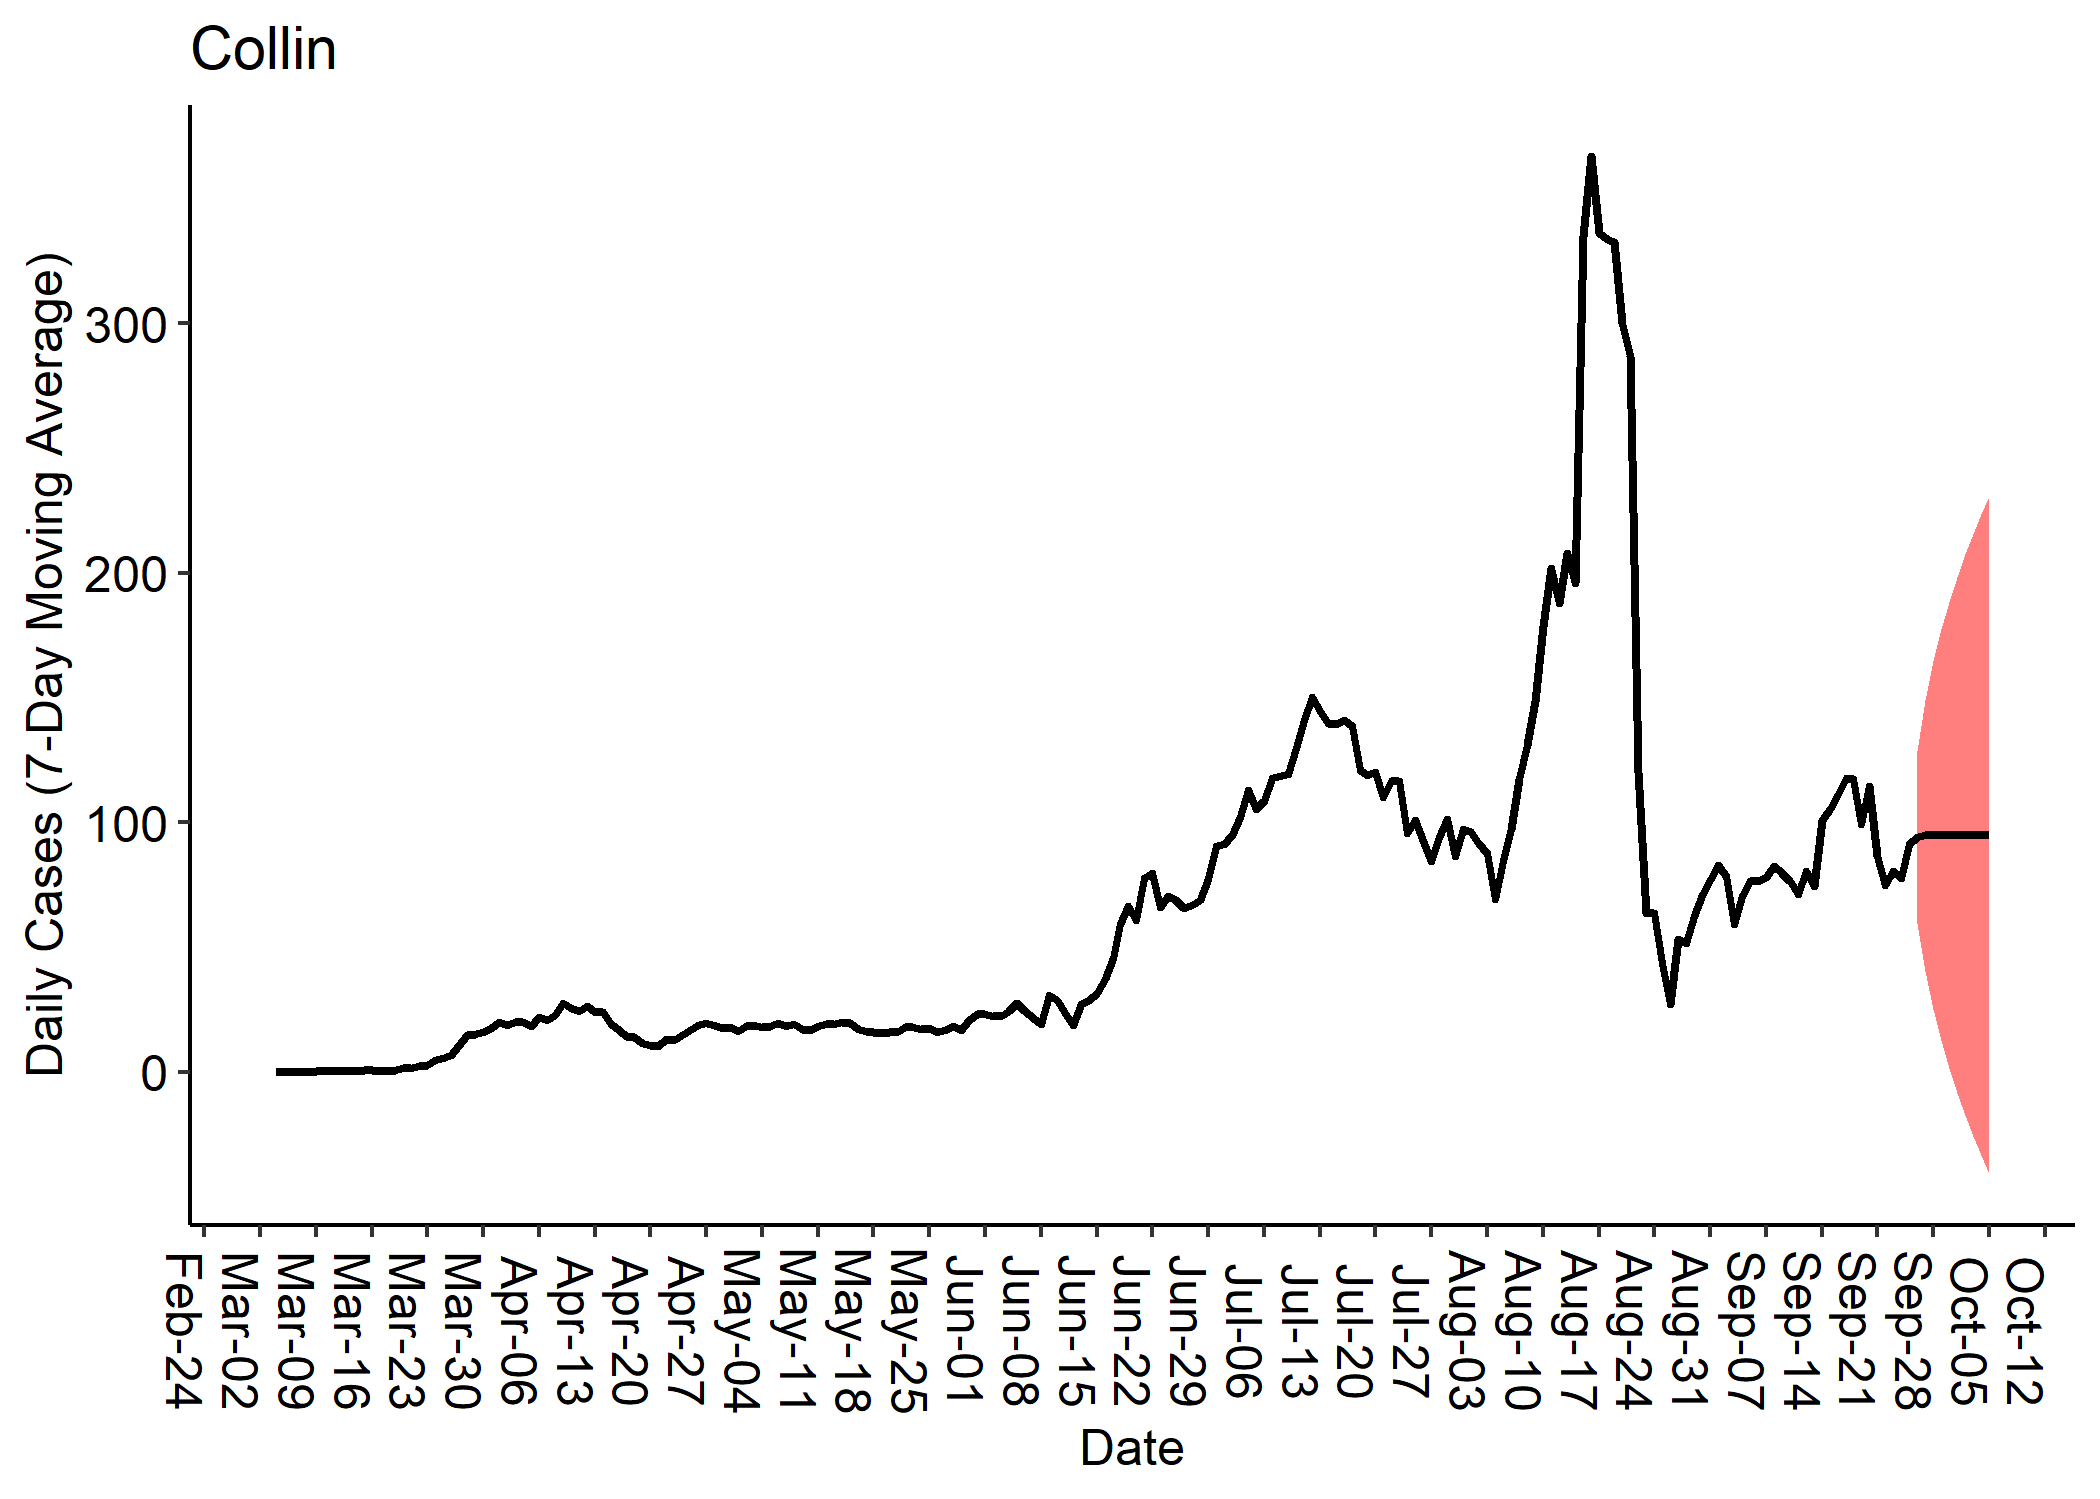 Collin
Daily Cases (7-Day Moving Average)
300
200
100
0
Feb-24
Mar-02
Mar-09
Mar-16
Mar-23
Mar-30
Apr-06
Apr-13
Apr-20
Apr-27
May-04
May-11
May-18
May-25
Jun-01
Jun-08
Jun-15
Jun-22
Jun-29
Jul-06
Jul-13
Jul-20
Jul-27
Aug-03
Aug-10
Aug-17
Aug-24
Aug-31
Sep-07
Sep-14
Sep-21
Sep-28
Oct-05
Oct-12
Date